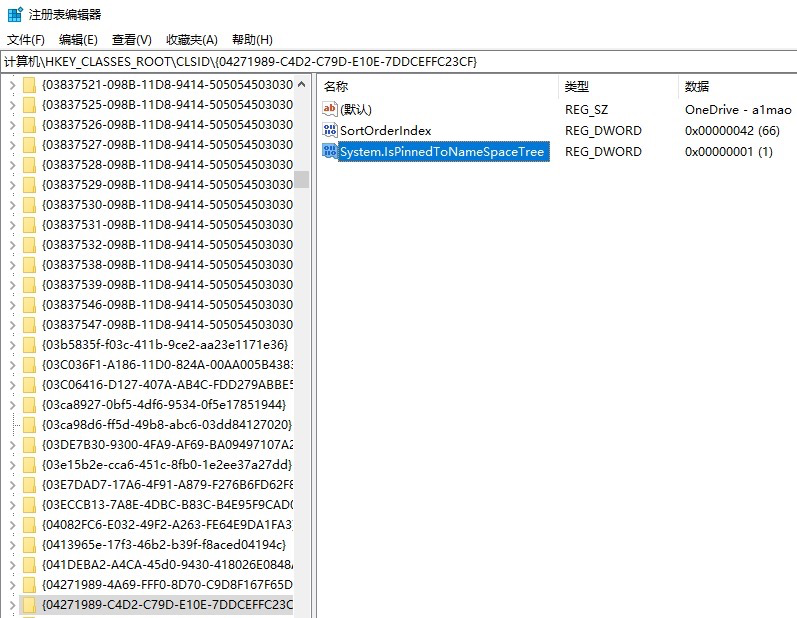 注册表编辑器
文件(F) 编辑(E) 查看(V) 收藏夹(A) 帮助(H)
计算机\HKEY_CLASSES_ROOT\CLSID\{04271989-C4D2-C79D-E10E-7DDCEFFC23CF}
{03837521-098B-11D8-9414-505054503030
{03837525-098B-11D8-9414-505054503030
{03837526-098B-11D8-9414-505054503030
{03837527-098B-11D8-9414-505054503030
{03837528-098B-11D8-9414-505054503030
{03837529-098B-11D8-9414-505054503030
{03837530-098B-11D8-9414-505054503030
{03837531-098B-11D8-9414-505054503030
{03837532-098B-11D8-9414-505054503030
{03837538-098B-11D8-9414-505054503030
{03837539-098B-11D8-9414-505054503030
{03837546-098B-11D8-9414-505054503030
{03837547-098B-11D8-9414-505054503030
{03b5835f-f03c-411b-9ce2-aa23e1171e36}
{03C036F1-A186-11D0-824A-00AA005B4383
{03C06416-D127-407A-AB4C-FDD279ABBE5
{03ca8927-0bf5-4df6-9534-0f5e17851944}
{03ca98d6-ff5d-49b8-abc6-03dd84127020}
{03DE7B30-9300-4FA9-AF69-BA09497107A2
{03e15b2e-cca6-451c-8fb0-1e2ee37a27dd}
{03E7DAD7-17A6-4F91-A879-F276B6FD62F8
{03ECCB13-7A8E-4DBC-B83C-B4E95F9CAD0
{04082FC6-E032-49F2-A263-FE64E9DA1FA3
{0413965e-17f3-46b2-b39f-f8aced04194c}
{041DEBA2-A4CA-45d0-9430-418026E0848
{04271989-4A69-FFF0-8D70-C9D8F167F65D
{04271989-C4D2-C79D-E10E-7DDCEFFC23C
名称 类型 数据
ab (默认) REG_SZ OneDrive - a1mao
SortOrderIndex REG_DWORD 0x00000042 (66)
System.IsPinnedToNameSpaceTree REG_DWORD 0x00000001 (1)